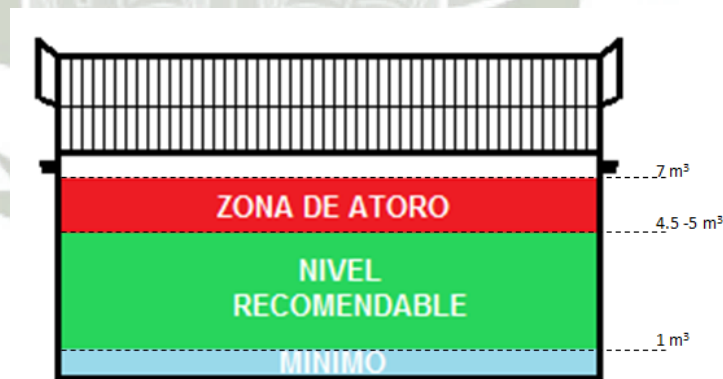 7 m³
ZONA DE ATORO
4.5 -5 m³
NIVEL
RECOMENDABLE
1 m³
MINIMO